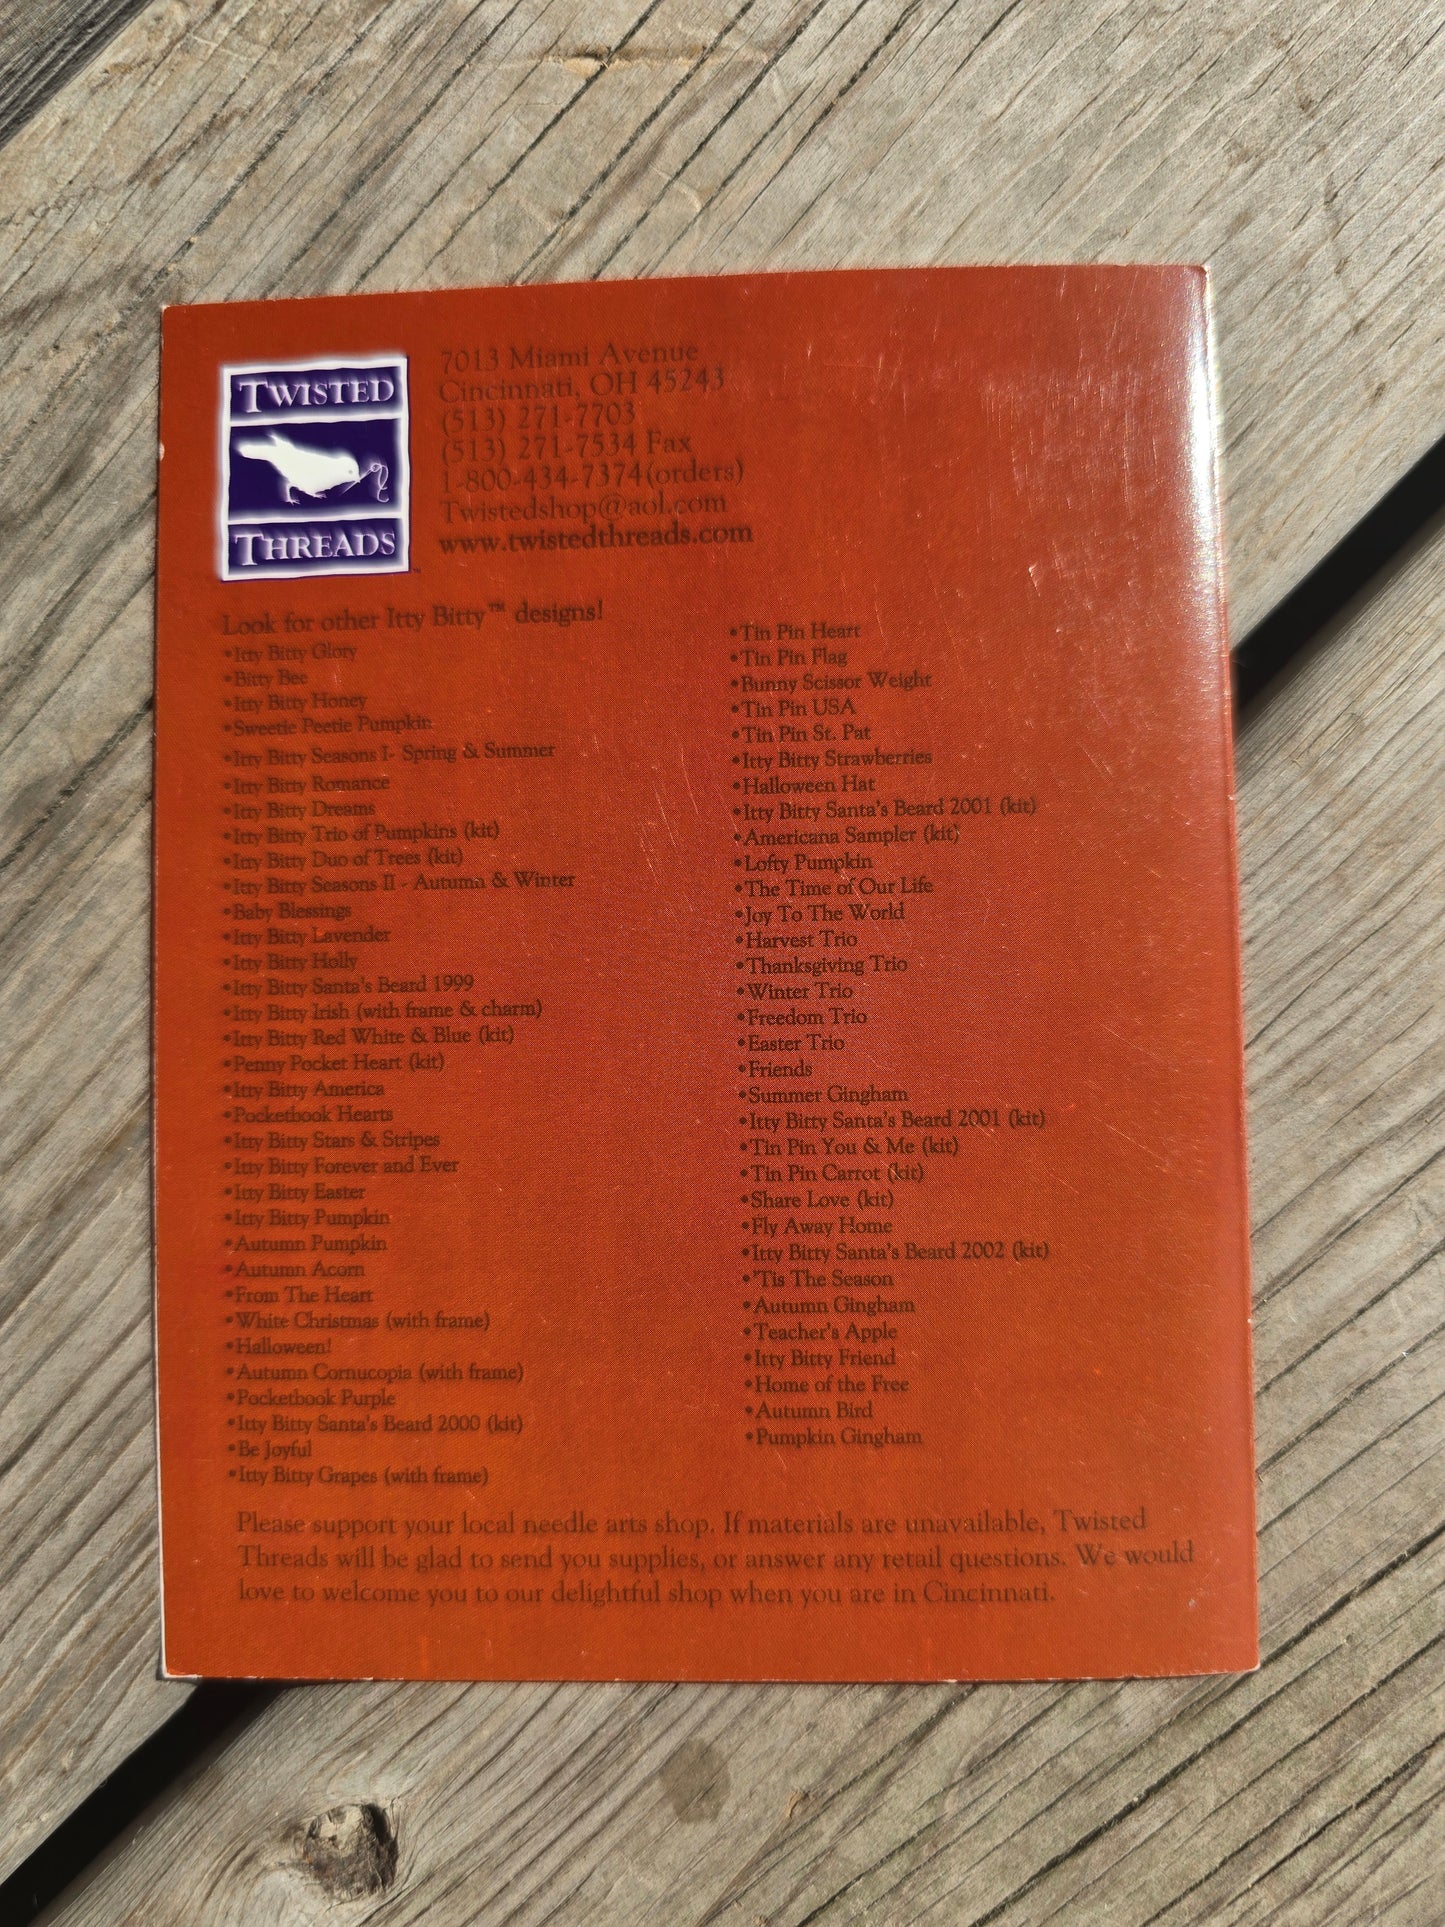 TWISTED
THREADS
7013 Miami Avenue
Cincinnati, OH 45243
(513) 271-7703
(513) 271-7534 Fax
1-800-434-7374(orders)
Twistedshop@aol.com
www.twistedthreads.com
Look for other Itty Bitty™ designs!
•Itty Bitty Glory
•Bitty Bee
•Itty Bitty Honey
•Sweetie Peetie Pumpkin
•Itty Bitty Seasons I- Spring & Summer
•Itty Bitty Romance
•Itty Bitty Dreams
•Itty Bitty Trio of Pumpkins (kit)
•Itty Bitty Duo of Trees (kit)
•Itty Bitty Seasons II - Autumn & Winter
•Baby Blessings
•Itty Bitty Lavender
•Itty Bitty Holly
•Itty Bitty Santa's Beard 1999
•Itty Bitty Irish (with frame & charm)
•Itty Bitty Red White & Blue (kit)
•Penny Pocket Heart (kit)
•Itty Bitty America
•Pocketbook Hearts
•Itty Bitty Stars & Stripes
•Itty Bitty Forever and Ever
•Itty Bitty Easter
•Itty Bitty Pumpkin
•Autumn Pumpkin
•Autumn Acorn
•From The Heart
•White Christmas (with frame)
•Halloween!
•Autumn Cornucopia (with frame)
•Pocketbook Purple
•Itty Bitty Santa's Beard 2000 (kit)
•Be Joyful
•Itty Bitty Grapes (with frame)
•Tin Pin Heart
•Tin Pin Flag
•Bunny Scissor Weight
•Tin Pin USA
•Tin Pin St. Pat
•Itty Bitty Strawberries
•Halloween Hat
•Itty Bitty Santa's Beard 2001 (kit)
•Americana Sampler (kit)
•Lofty Pumpkin
•The Time of Our Life
•Joy To The World
•Harvest Trio
•Thanksgiving Trio
•Winter Trio
•Freedom Trio
•Easter Trio
•Friends
•Summer Gingham
•Itty Bitty Santa's Beard 2001 (kit)
•Tin Pin You & Me (kit)
•Tin Pin Carrot (kit)
•Share Love (kit)
•Fly Away Home
•Itty Bitty Santa's Beard 2002 (kit)
•'Tis The Season
•Autumn Gingham
•Teacher's Apple
•Itty Bitty Friend
•Home of the Free
•Autumn Bird
•Pumpkin Gingham
Please support your local needle arts shop. If materials are unavailable, Twisted
Threads will be glad to send you supplies, or answer any retail questions. We would
love to welcome you to our delightful shop when you are in Cincinnati.